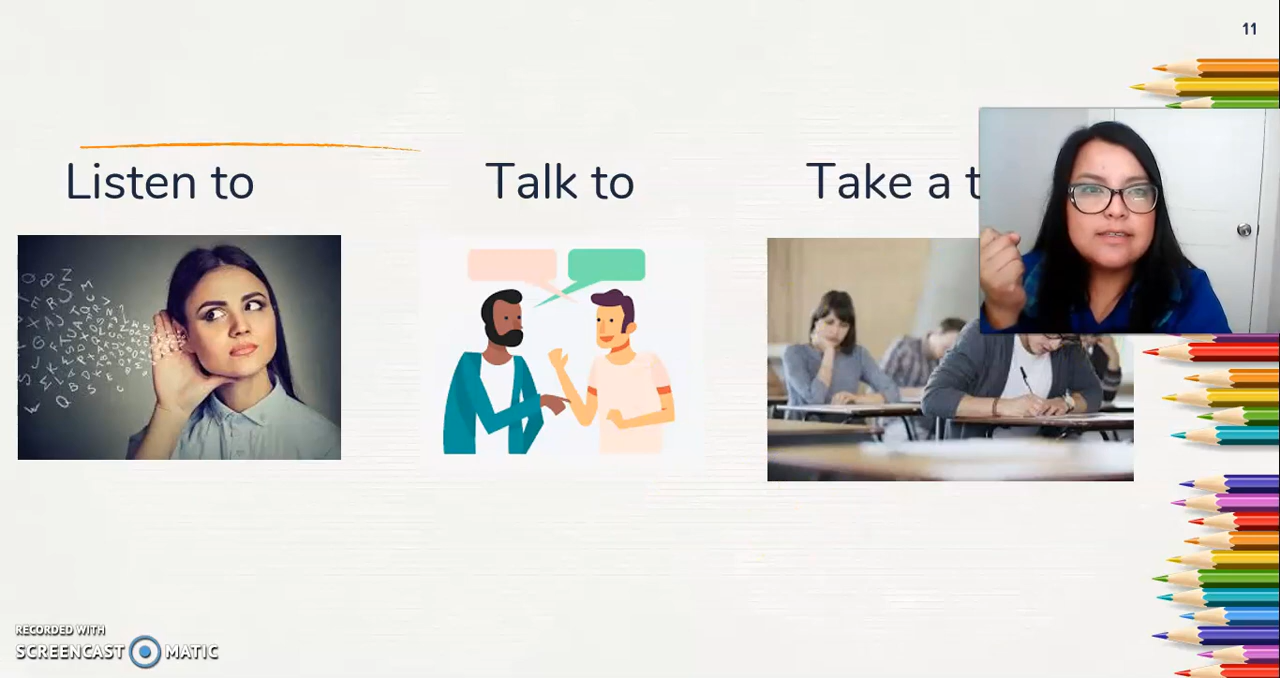 11
Listen to
Talk to
Take a t
RECORDED WITH
SCREENCAST MATIC